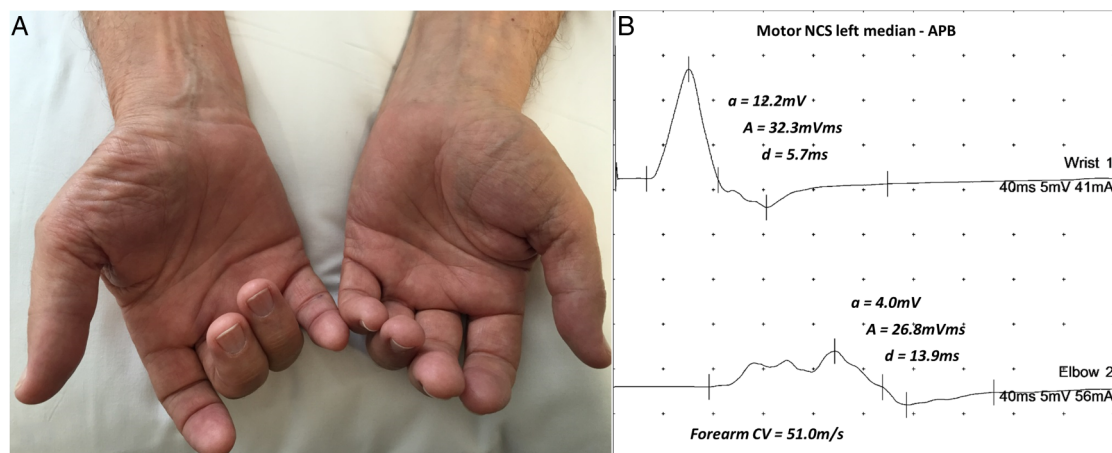 A
B
Motor NCS left median - APB
a = 12.2mV
A = 32.3mVms
d = 5.7ms
Wrist 1
40ms 5mV 41mA
a = 4.0mV
A = 26.8mVms
d = 13.9ms
Elbow 2
40ms 5mV 56mA
Forearm CV = 51.0m/s